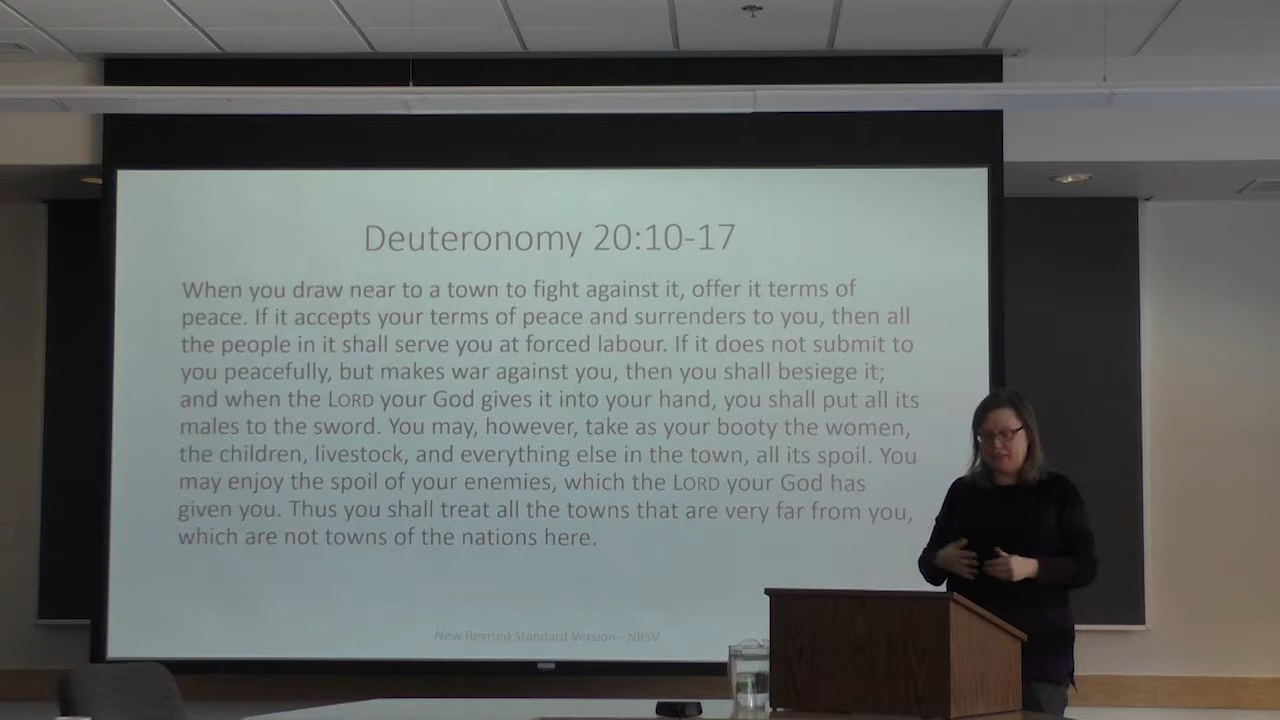 Deuteronomy 20:10-17
When you draw near to a town to fight against it, offer it terms of
peace. If it accepts your terms of peace and surrenders to you, then all
the people in it shall serve you at forced labour. If it does not submit to
you peacefully, but makes war against you, then you shall besiege it;
and when the LORD your God gives it into your hand, you shall put all its
males to the sword. You may, however, take as your booty the women,
the children, livestock, and everything else in the town, all its spoil. You
may enjoy the spoil of your enemies, which the LORD your God has
given you. Thus you shall treat all the towns that are very far from you,
which are not towns of the nations here.
New Revised Standard Version - NRSV